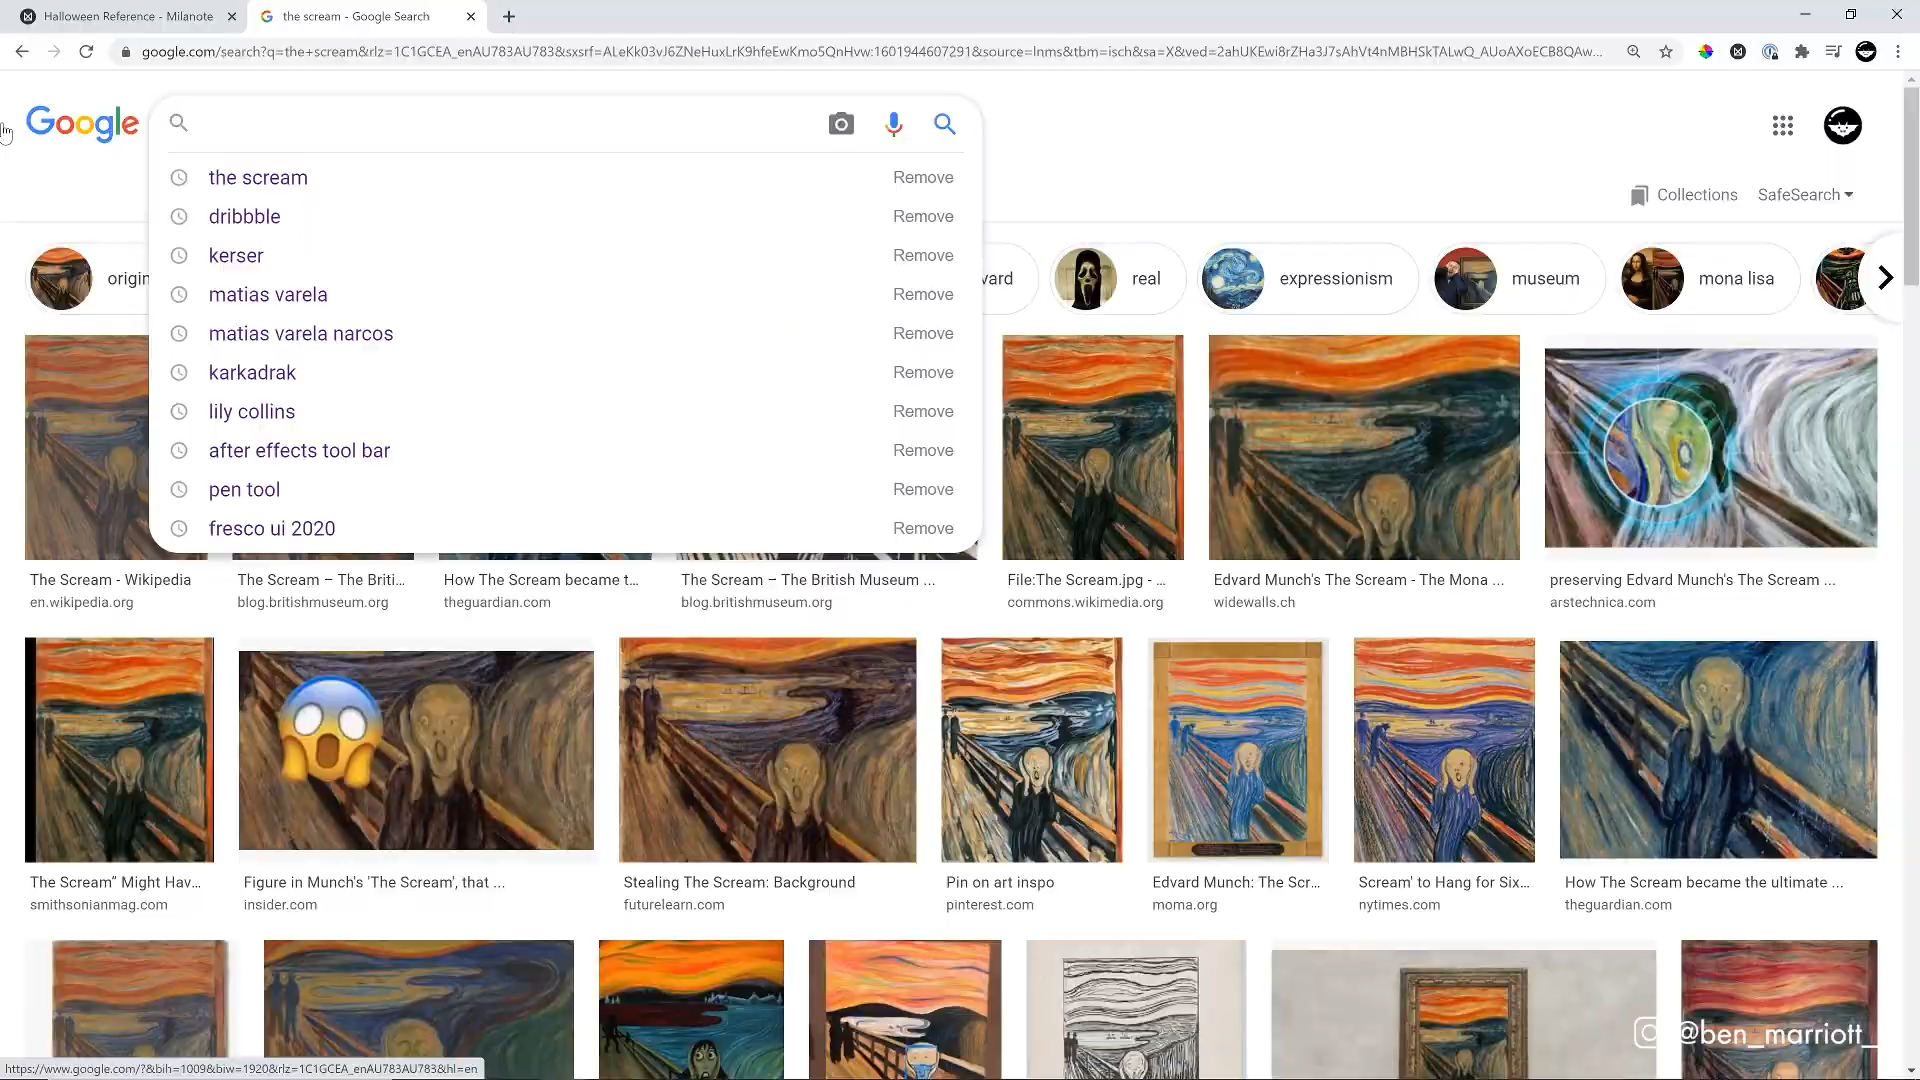 Halloween Reference - Milanote
the scream - Google Search
google.com/search?q=the+scream&rlz=1C1GCEA_enAU783AU783&sxsrf=ALeKk03vJ6ZNeHuxLrK9hfeEwKmo5QnHvw:1601944607291&source=lnms&tbm=isch&sa=X&ved=2ahUKEwi8rZHa3J7sAhVt4nMBHSkTALwQ_AUoAXoECB8QAw...
Google
the scream Remove
dribbble Remove
kerser Remove
matias varela Remove
matias varela narcos Remove
karkadrak Remove
lily collins Remove
after effects tool bar Remove
pen tool Remove
fresco ui 2020 Remove
Collections SafeSearch
origin
vard
real
expressionism
museum
mona lisa
The Scream - Wikipedia
en.wikipedia.org
The Scream – The Briti...
blog.britishmuseum.org
How The Scream became t...
theguardian.com
The Scream – The British Museum ...
blog.britishmuseum.org
File:The Scream.jpg - ...
commons.wikimedia.org
Edvard Munch's The Scream - The Mona ...
widewalls.ch
preserving Edvard Munch's The Scream ...
arstechnica.com
The Scream” Might Hav...
smithsonianmag.com
Figure in Munch's 'The Scream', that ...
insider.com
Stealing The Scream: Background
futurelearn.com
Pin on art inspo
pinterest.com
Edvard Munch: The Scr...
moma.org
Scream' to Hang for Six...
nytimes.com
How The Scream became the ultimate ...
theguardian.com
@ben_marriott_
https://www.google.com/?&bih=1009&biw=1920&rlz=1C1GCEA_enAU783AU783&hl=en